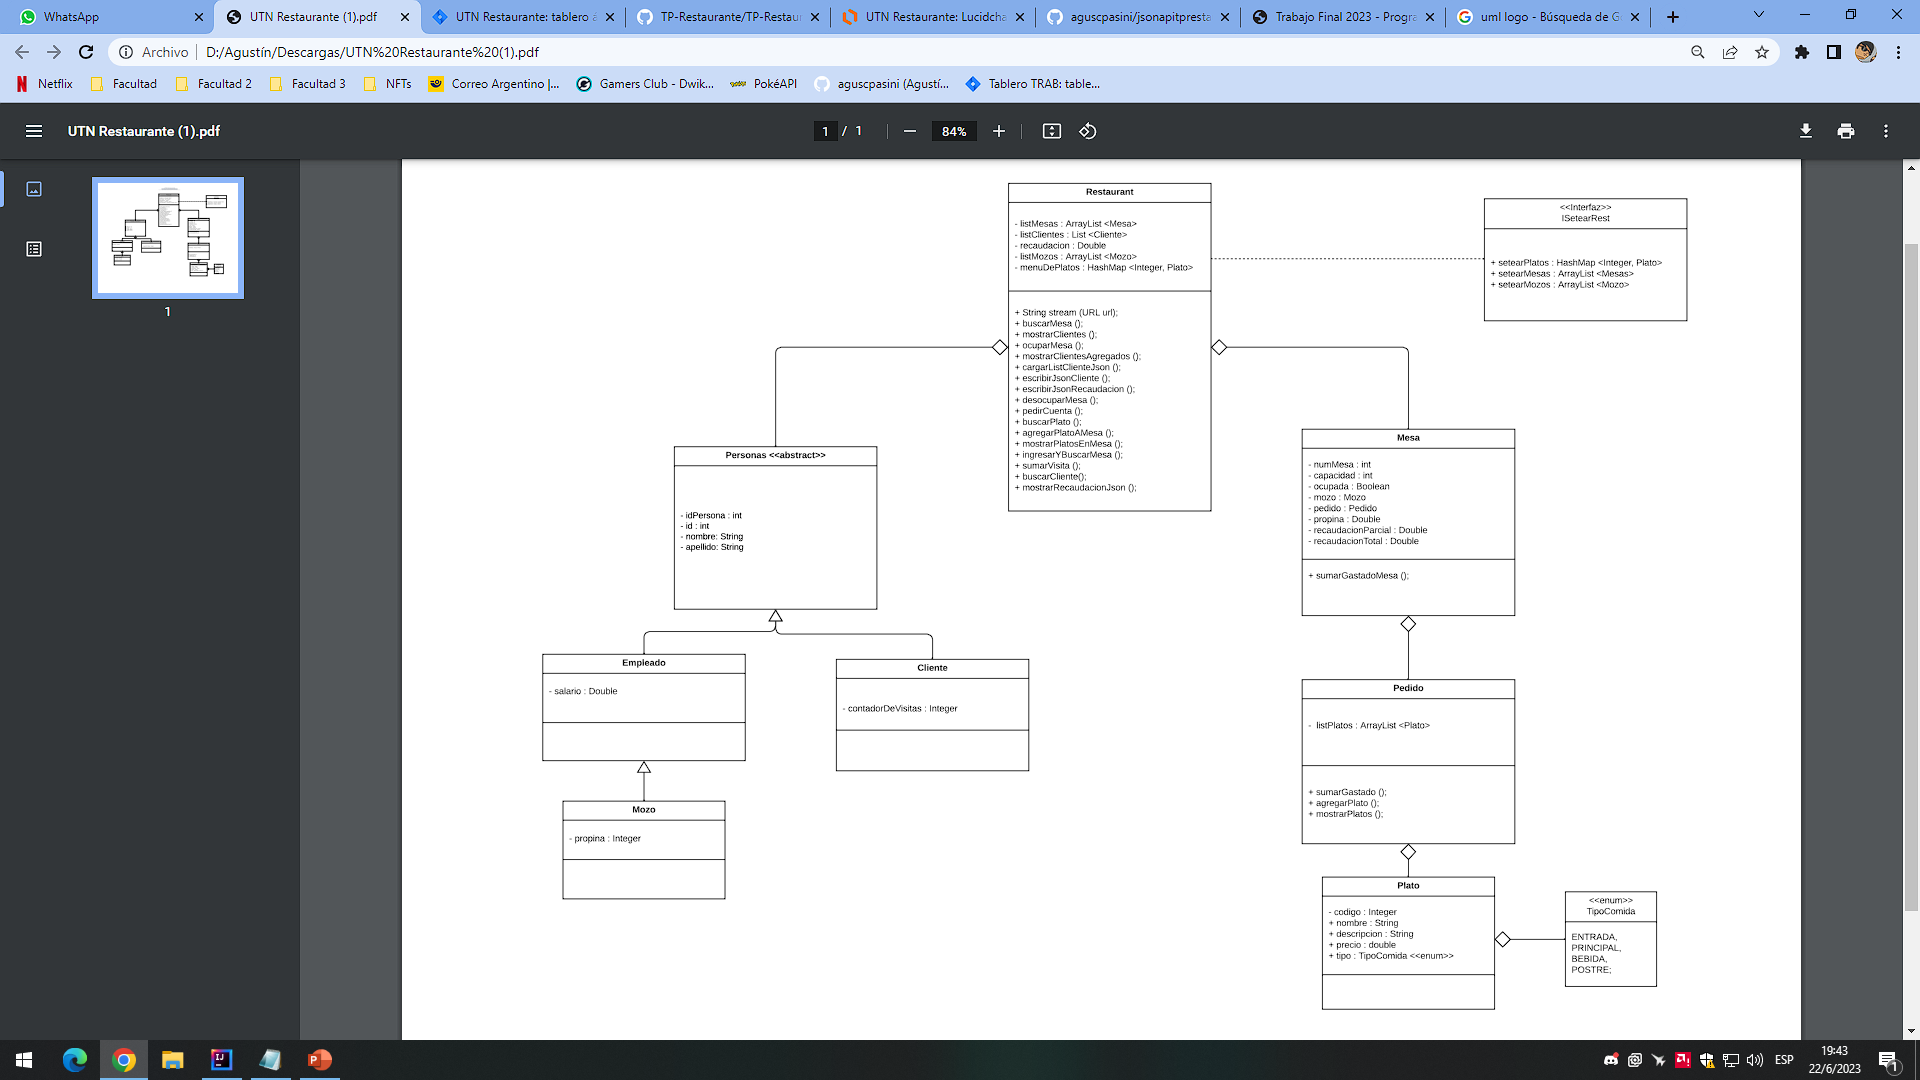 WhatsApp
UTN Restaurante (1).pdf
UTN Restaurante: tablero á
TP-Restaurante/TP-Restaur
UTN Restaurante: Lucidcha
aguscpasini/jsonapitpresta
Trabajo Final 2023 - Progra
uml logo - Búsqueda de G
Archivo
D:/Agustín/Descargas/UTN%20Restaurante%20(1).pdf
Netflix
Facultad
Facultad 2
Facultad 3
NFTs
Correo Argentino |...
Gamers Club - Dwik...
PokéAPI
aguscpasini (Agustí...
Tablero TRAB: table...
UTN Restaurante (1).pdf
1 / 1
84%
1
Restaurant
- listMesas : ArrayList <Mesa>
- listClientes : List <Cliente>
- recaudacion : Double
- listMozos : ArrayList <Mozo>
- menuDePlatos : HashMap <Integer, Plato>
+ String stream (URL url);
+ buscarMesa ();
+ mostrarClientes ();
+ ocuparMesa ();
+ mostrarClientesAgregados ();
+ cargarListClienteJson ();
+ escribirJsonCliente ();
+ escribirJsonRecaudacion ();
+ desocuparMesa ();
+ pedirCuenta ();
+ buscarPlato ();
+ agregarPlatoAMesa ();
+ mostrarPlatosEnMesa ();
+ ingresarYBuscarMesa ();
+ sumarVisita ();
+ buscarCliente();
+ mostrarRecaudacionJson ();
<<Interfaz>>
ISetearRest
+ setearPlatos : HashMap <Integer, Plato>
+ setearMesas : ArrayList <Mesas>
+ setearMozos : ArrayList <Mozo>
Personas <<abstract>>
- idPersona : int
- id : int
- nombre: String
- apellido: String
Mesa
- numMesa : int
- capacidad : int
- ocupada : Boolean
- mozo : Mozo
- pedido : Pedido
- propina : Double
- recaudacionParcial : Double
- recaudacionTotal : Double
+ sumarGastadoMesa ();
Empleado
- salario : Double
Cliente
- contadorDeVisitas : Integer
Mozo
- propina : Integer
Pedido
- listPlatos : ArrayList <Plato>
+ sumarGastado ();
+ agregarPlato ();
+ mostrarPlatos ();
Plato
- codigo : Integer
+ nombre : String
+ descripcion : String
+ precio : double
+ tipo : TipoComida <<enum>>
<<enum>>
TipoComida
ENTRADA,
PRINCIPAL,
BEBIDA,
POSTRE;
ESP
19:43
22/6/2023
1